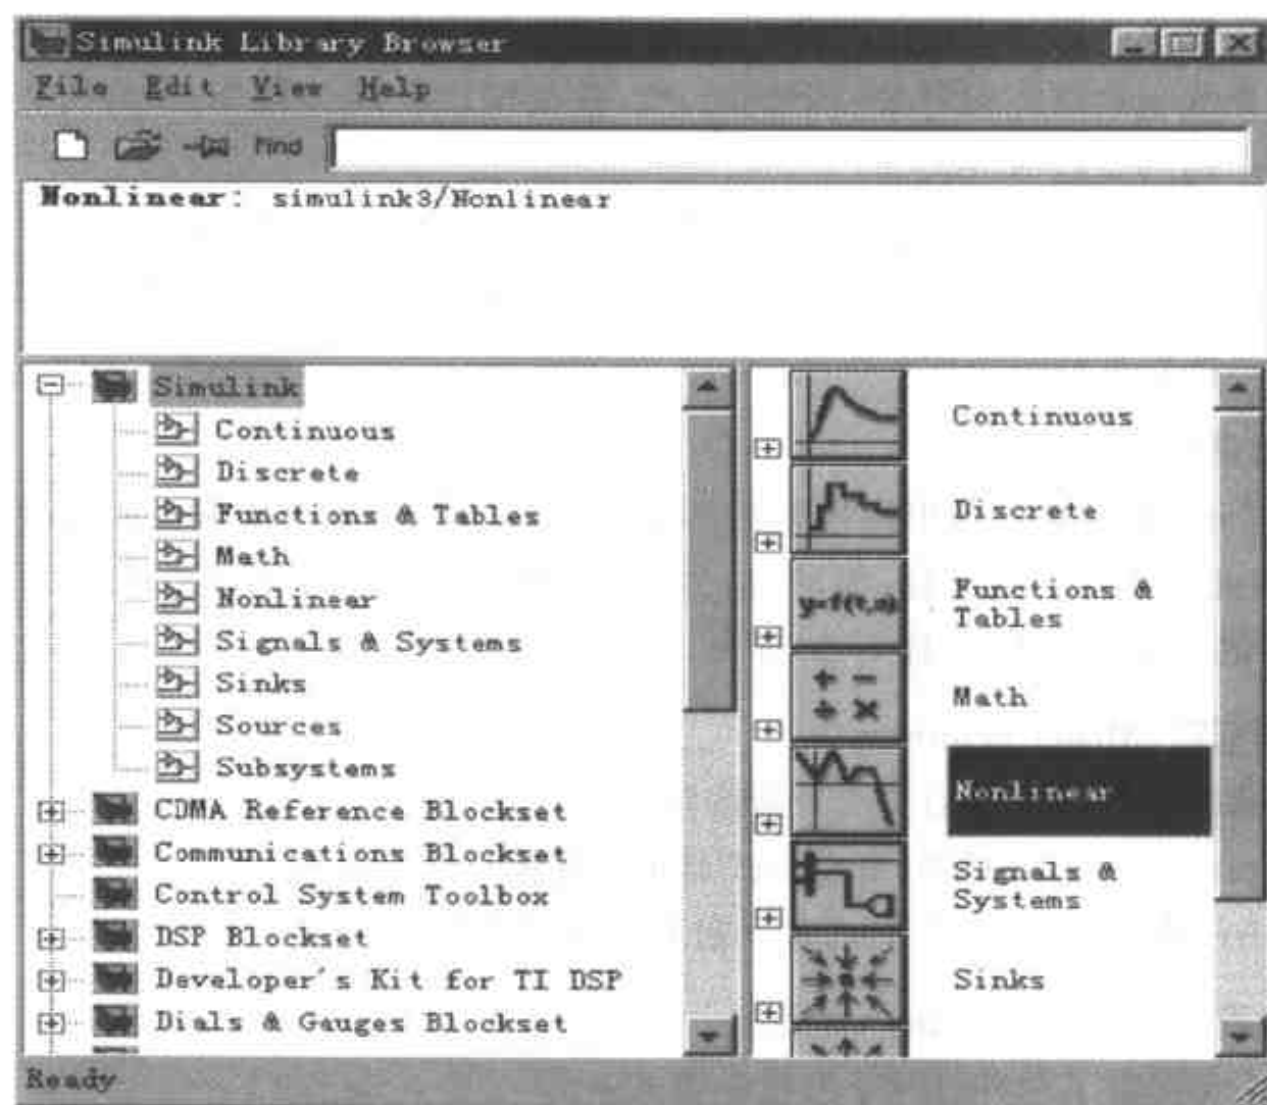 Simulink Library Browser
File Edit View Help
Find
Nonlinear: simulink3/Nonlinear
Simulink
Continuous
Discrete
Functions & Tables
Math
Nonlinear
Signals & Systems
Sinks
Sources
Subsystems
CDMA Reference Blockset
Communications Blockset
Control System Toolbox
DSP Blockset
Developer's Kit for TI DSP
Dials & Gauges Blockset
Continuous
Discrete
y=f(t,u)
Functions &
Tables
Math
Nonlinear
Signals &
Systems
Sinks
Ready